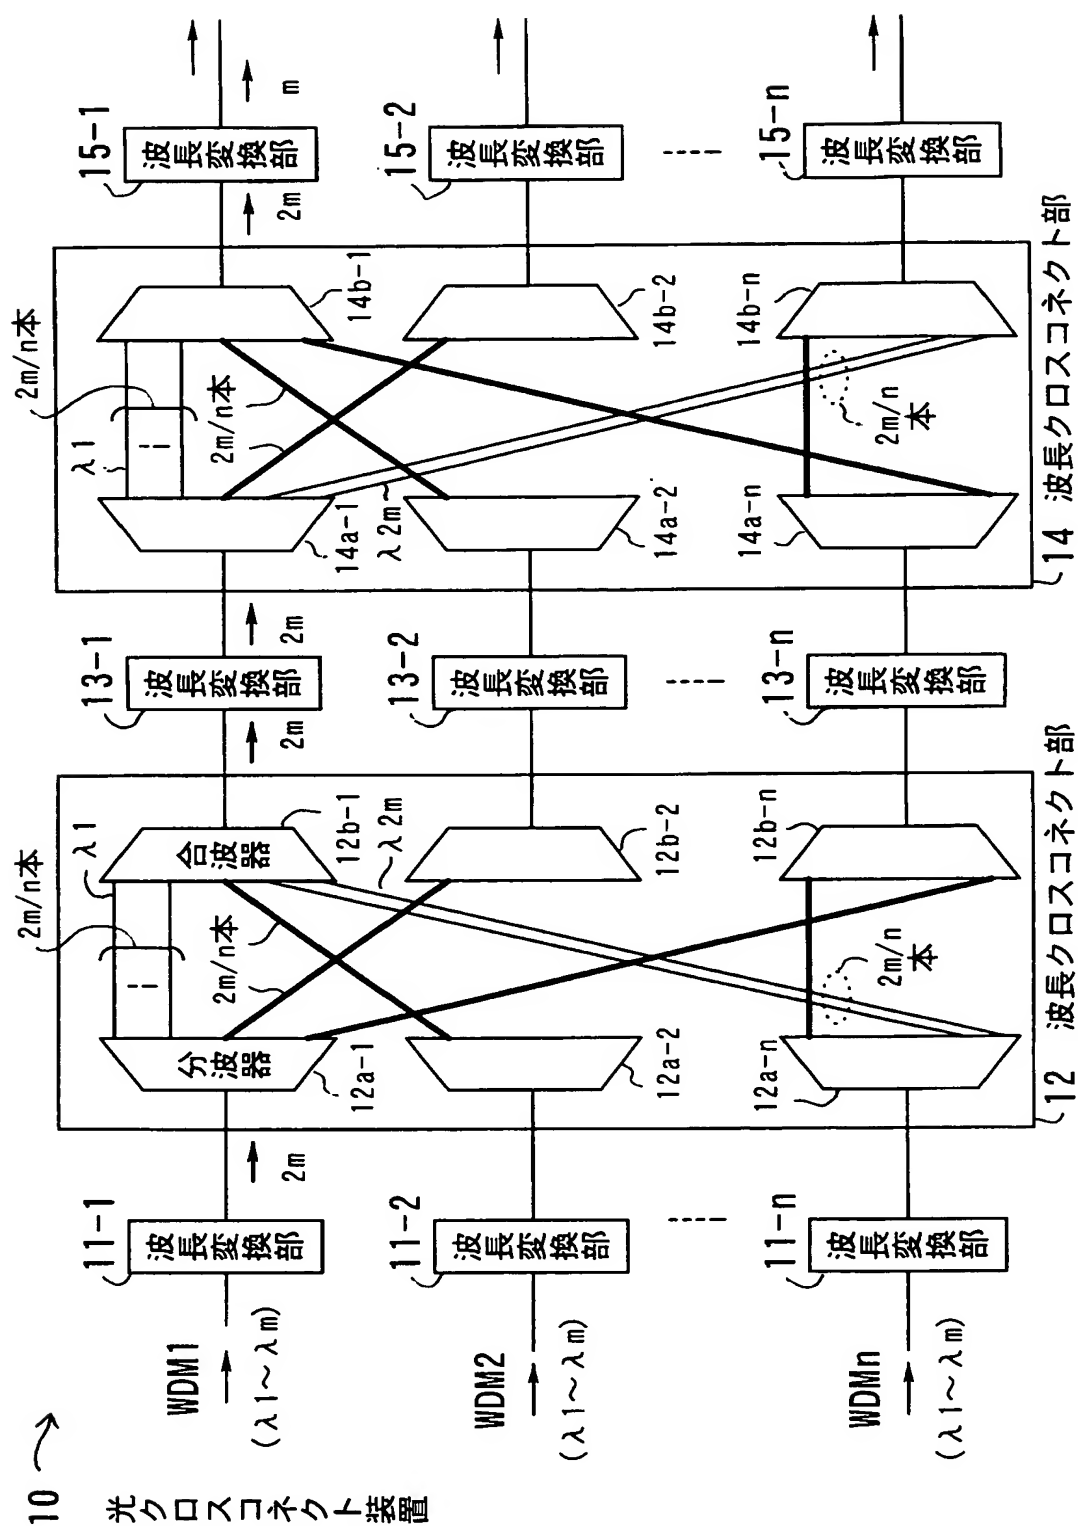 10
光クロスコネクト装置
WDM1
(λ1~λm)
WDM2
(λ1~λm)
WDMn
(λ1~λm)
11-1
波長変換部
11-2
波長変換部
11-n
波長変換部
2m
12 波長クロスコネクト部
分波器
12a-1
12a-2
12a-n
2m/n本
λ1
2m/n本
2m/n本
2m/n本
合波器
12b-1
λ2m
12b-2
12b-n
2m
13-1
波長変換部
13-2
波長変換部
13-n
波長変換部
2m
14 波長クロスコネクト部
14a-1
λ2m
14a-2
14a-n
2m/n本
λ1
2m/n本
2m/n本
2m/n本
14b-1
14b-2
14b-n
2m
15-1
波長変換部
15-2
波長変換部
15-n
波長変換部
m